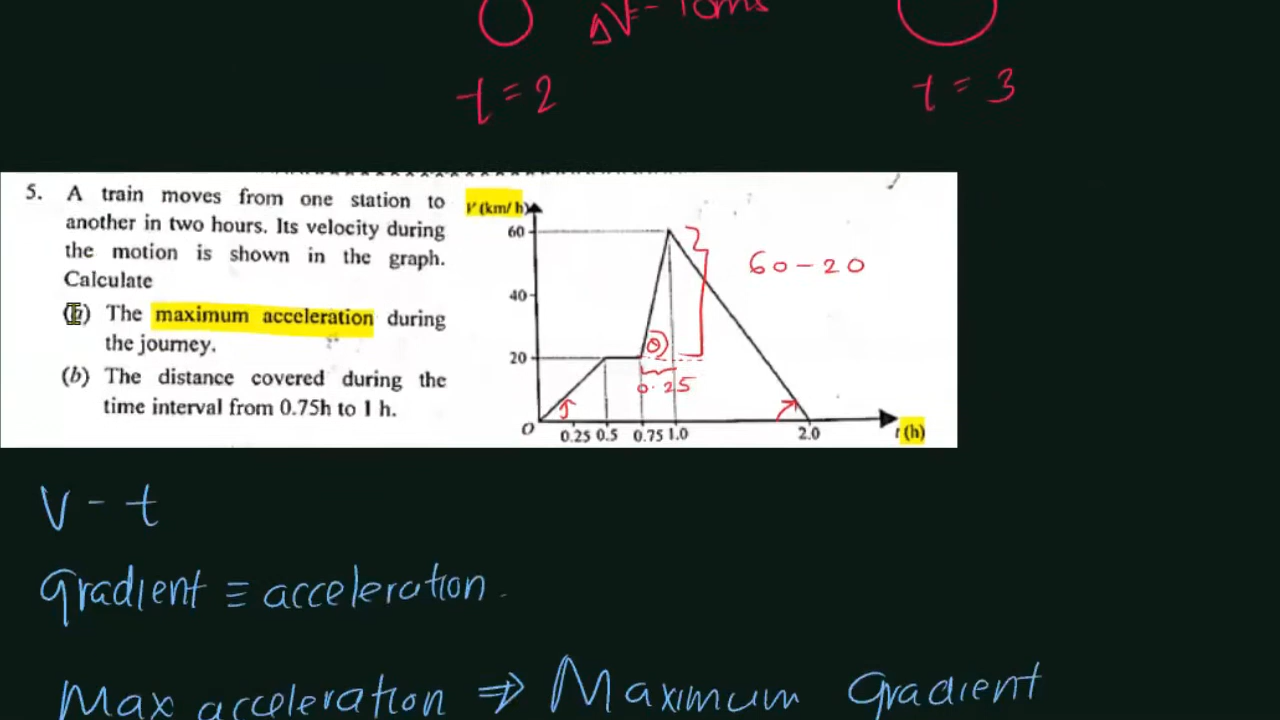 ΔV=-10ms
t = 2
t = 3
5. A train moves from one station to
another in two hours. Its velocity during
the motion is shown in the graph.
Calculate
(a) The maximum acceleration during
the journey.
(b) The distance covered during the
time interval from 0.75h to 1 h.
V (km/h)
60
40
20
O
0.25 0.5 0.75 1.0 2.0
t (h)
60-20
θ
0.25
V - t
Gradient ≡ acceleration.
Max acceleration ⇒ Maximum Gradient